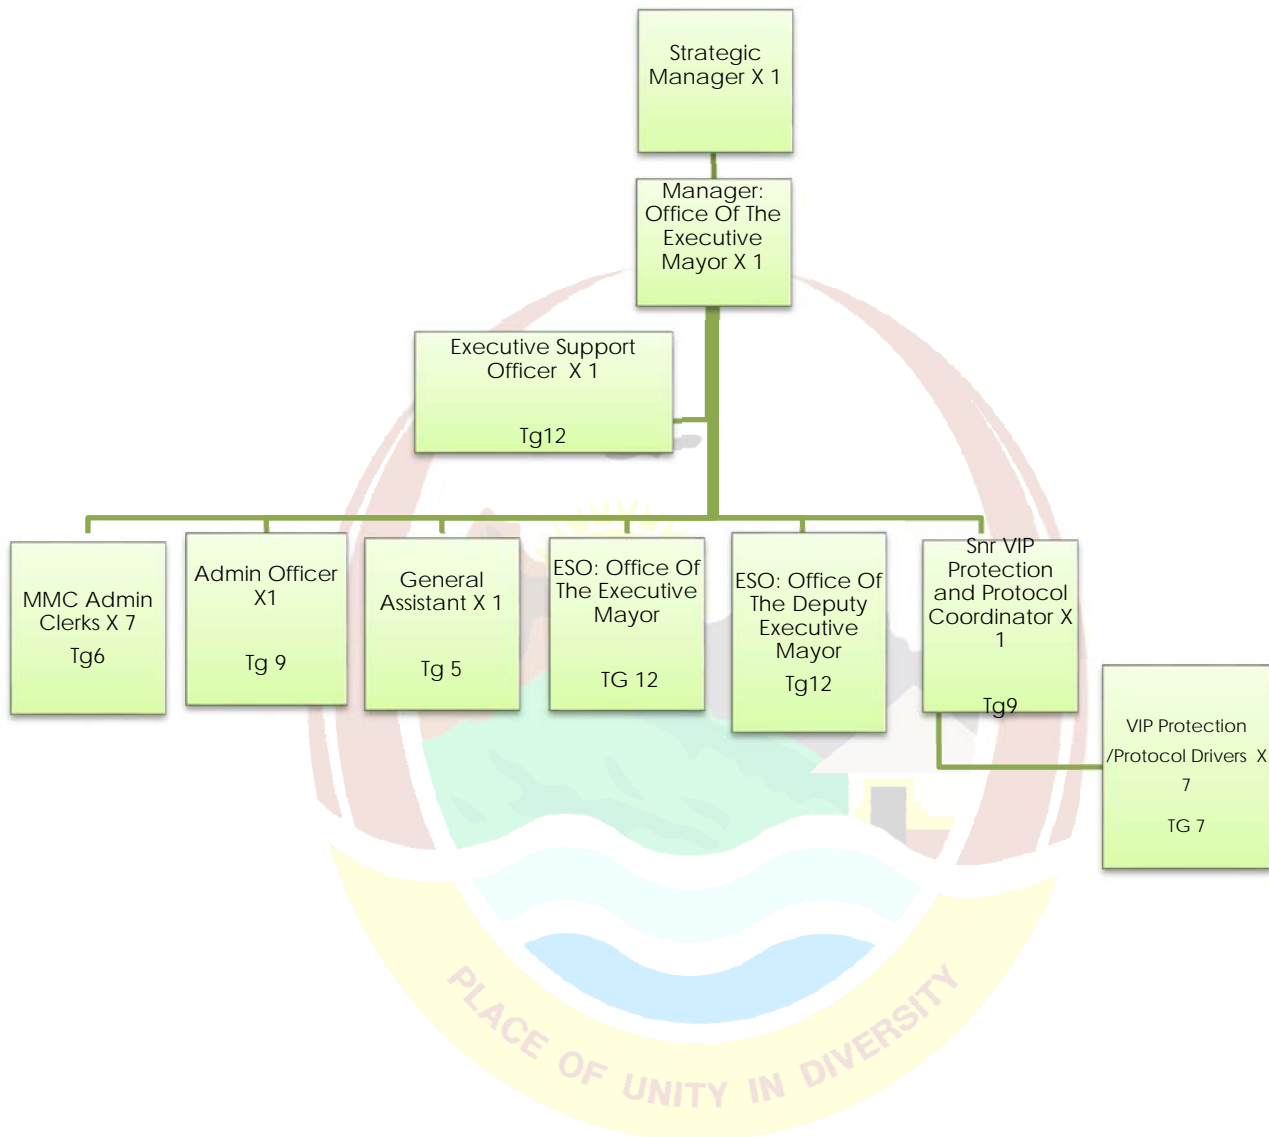 Strategic
Manager X 1
Manager:
Office Of The
Executive
Mayor X 1
Executive Support
Officer  X 1
Tg12
MMC Admin
Clerks X 7
Tg6
Admin Officer
X1
Tg 9
General
Assistant X 1
Tg 5
ESO: Office Of
The Executive
Mayor
TG 12
ESO: Office Of
The Deputy
Executive
Mayor
Tg12
Snr VIP
Protection
and Protocol
Coordinator X
1
Tg9
VIP Protection
/Protocol Drivers  X
7
TG 7
PLACE OF UNITY IN DIVERSITY